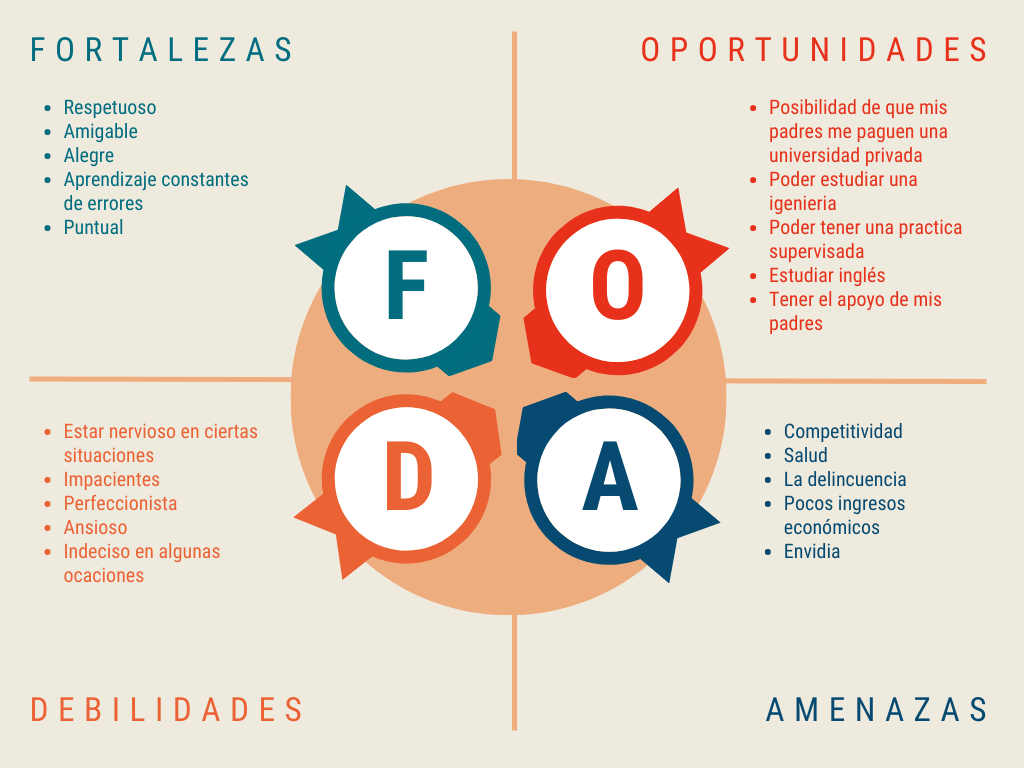 FORTALEZAS
• Respetuoso
• Amigable
• Alegre
• Aprendizaje constantes
de errores
• Puntual
OPORTUNIDADES
• Posibilidad de que mis
padres me paguen una
universidad privada
• Poder estudiar una
igenieria
• Poder tener una practica
supervisada
• Estudiar inglés
• Tener el apoyo de mis
padres
F
O
D
A
• Estar nervioso en ciertas
situaciones
• Impacientes
• Perfeccionista
• Ansioso
• Indeciso en algunas
ocaciones
DEBILIDADES
• Competitividad
• Salud
• La delincuencia
• Pocos ingresos
económicos
• Envidia
AMENAZAS